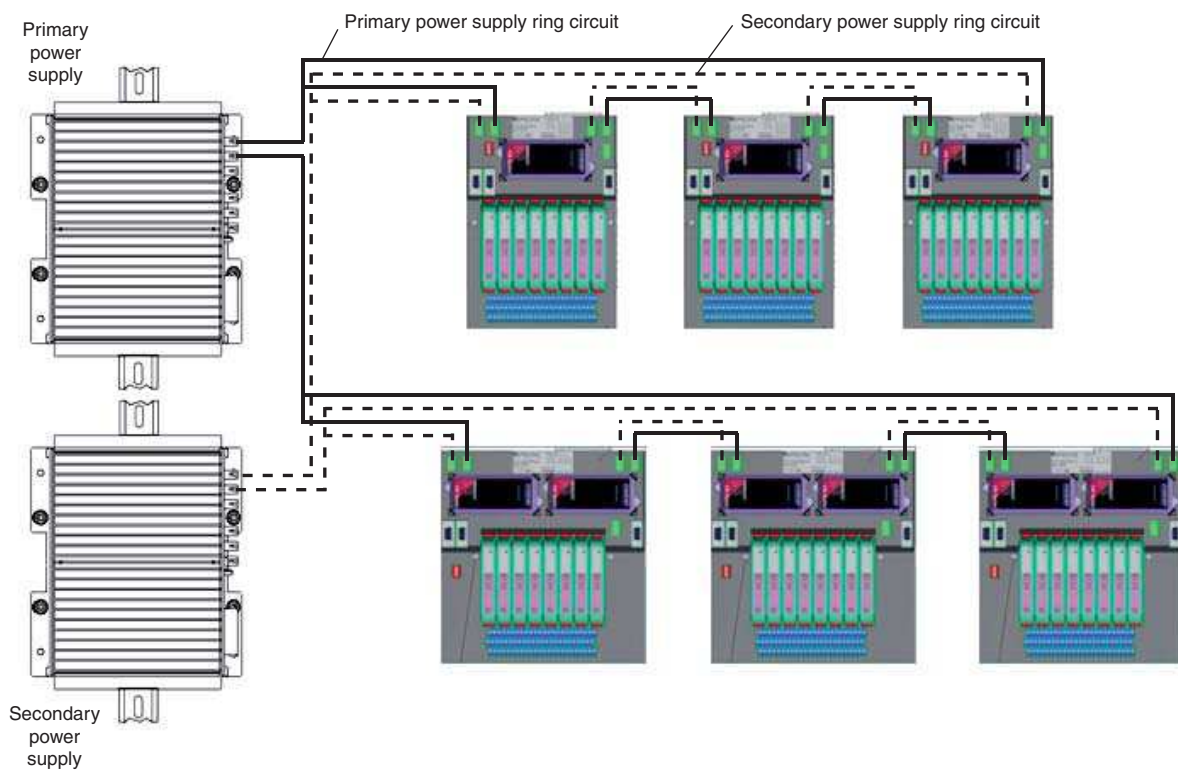 Primary power supply ring circuit
Secondary power supply ring circuit
Primary
power
supply
Secondary
power
supply